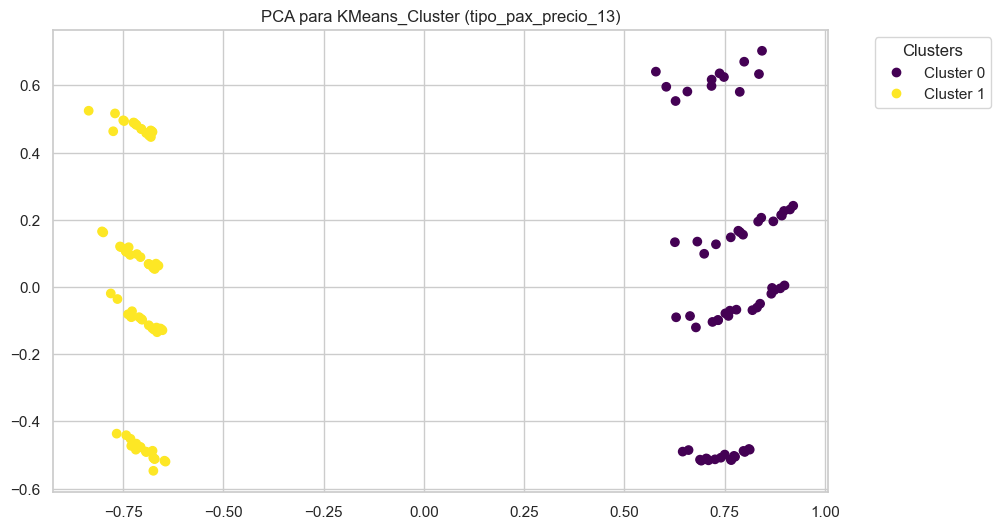 PCA para KMeans_Cluster (tipo_pax_precio_13)
Clusters
Cluster 0
Cluster 1
0.6
0.4
0.2
0.0
−0.2
−0.4
−0.6
−0.75 −0.50 −0.25 0.00 0.25 0.50 0.75 1.00